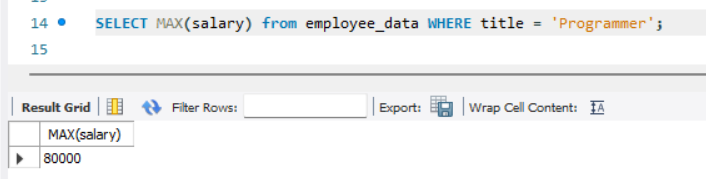 14 SELECT MAX(salary) from employee_data WHERE title = 'Programmer';
15
Result Grid Filter Rows: Export: Wrap Cell Content: IA
MAX(salary)
80000